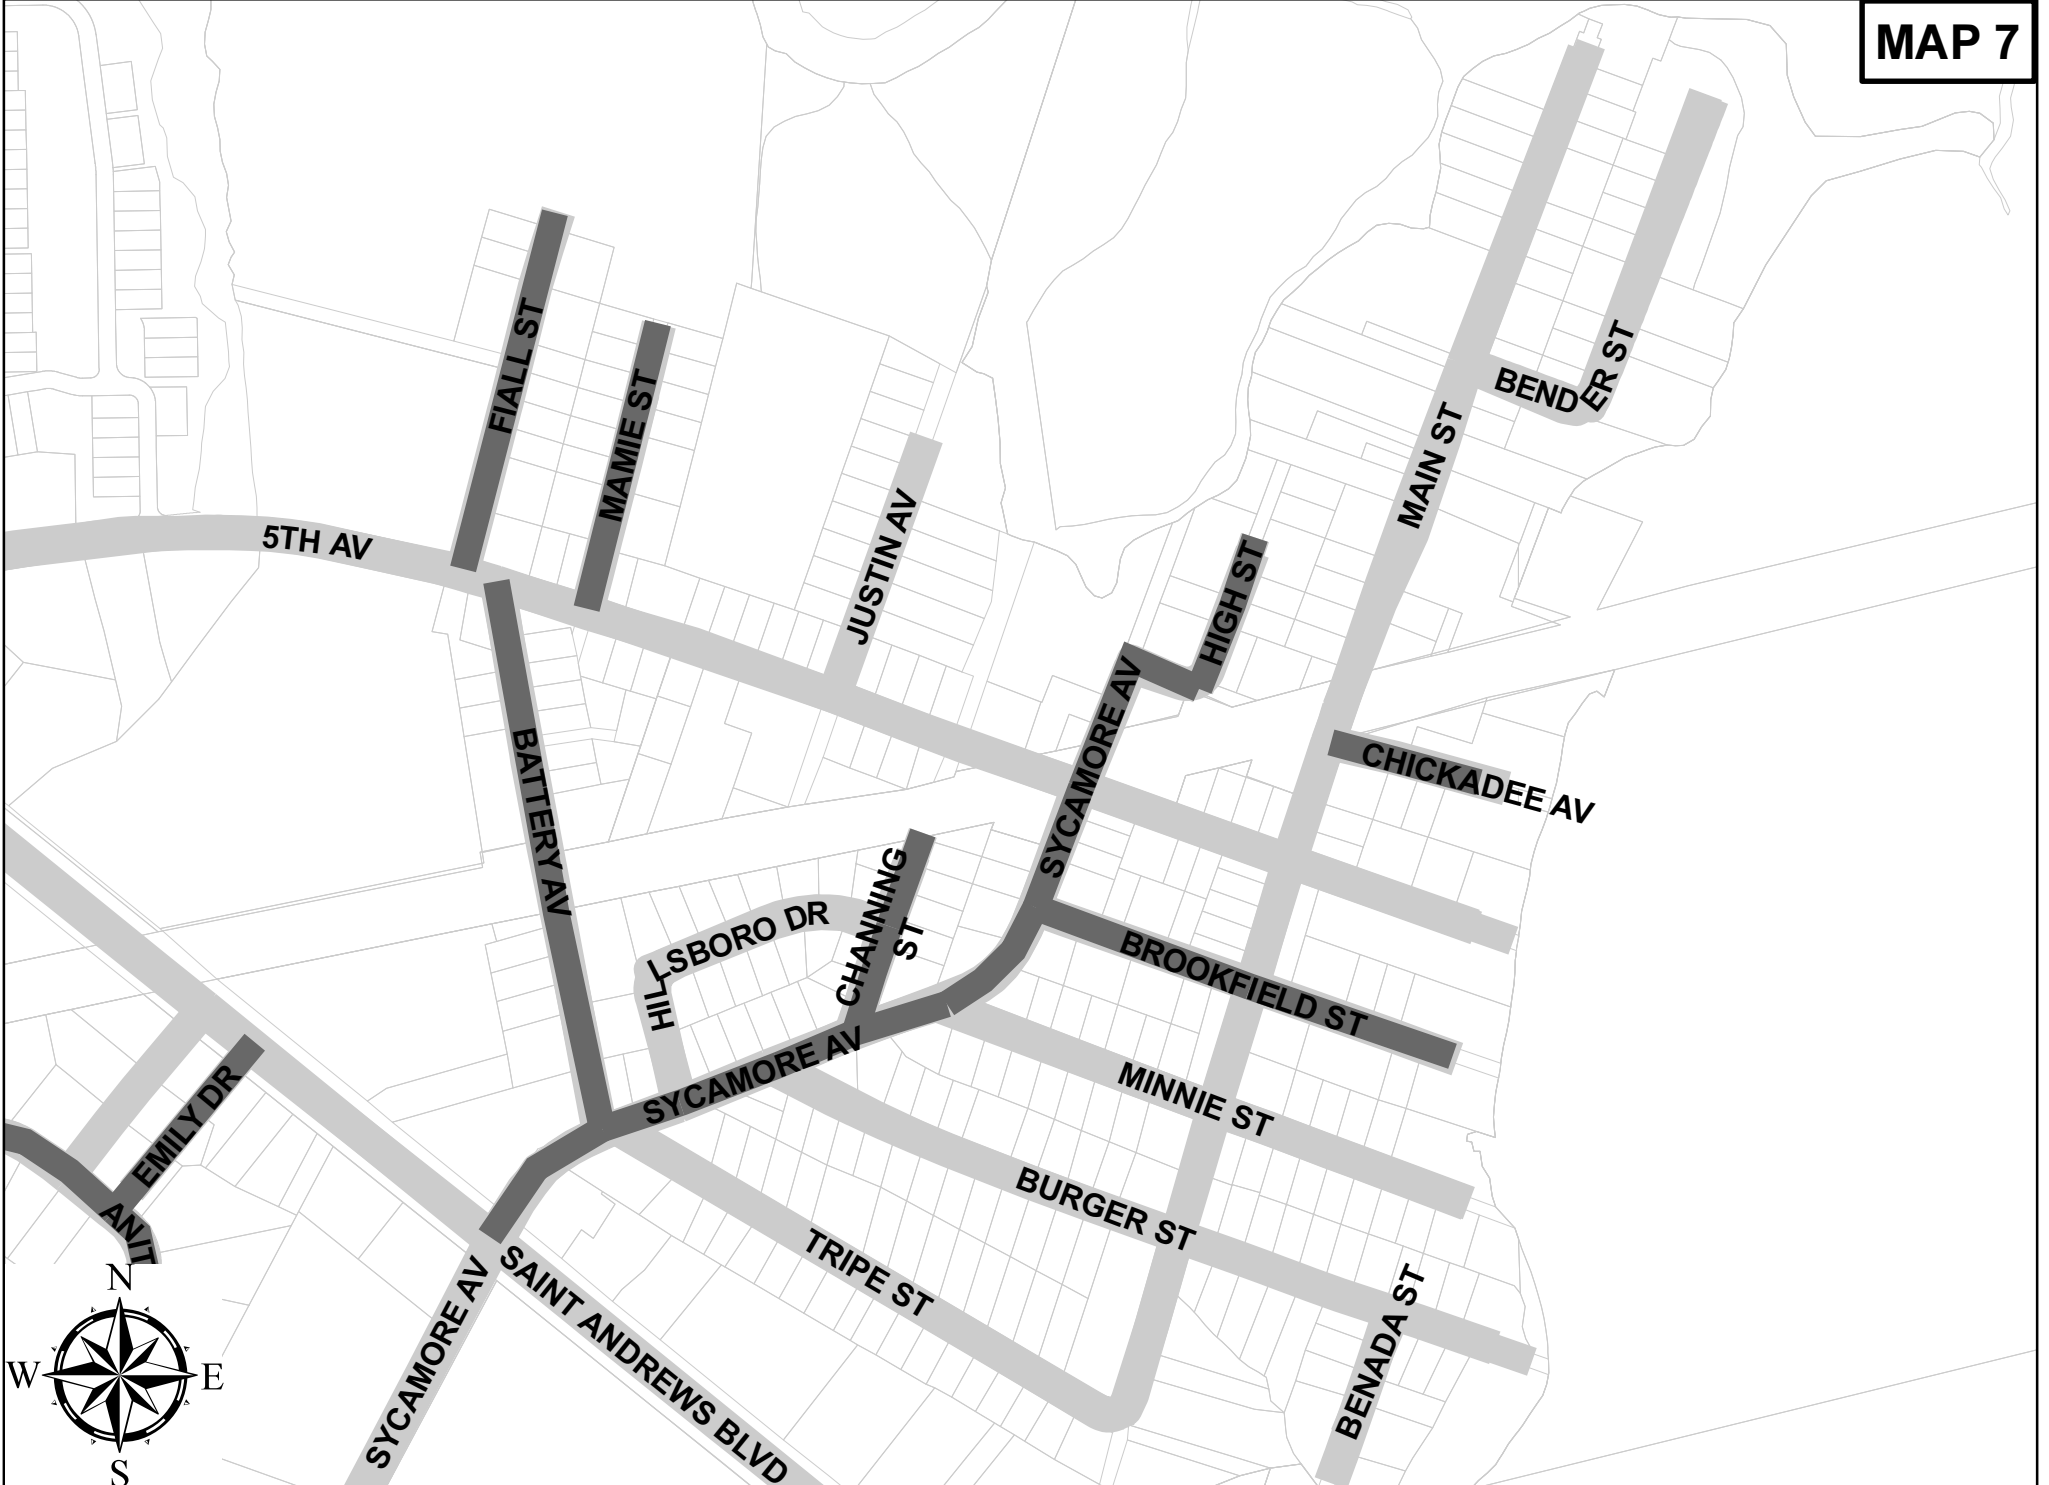 MAP 7
FIALL ST
MAMIE ST
BENDER ST
MAIN ST
5TH AV
JUSTIN AV
HIGH ST
SYCAMORE AV
CHICKADEE AV
BATTERY AV
CHANNING
ST
HILLSBORO DR
BROOKFIELD ST
SYCAMORE AV
MINNIE ST
EMILY DR
ANIT
BURGER ST
TRIPE ST
SAINT ANDREWS BLVD
SYCAMORE AV
BENADA ST
N
W
E
S